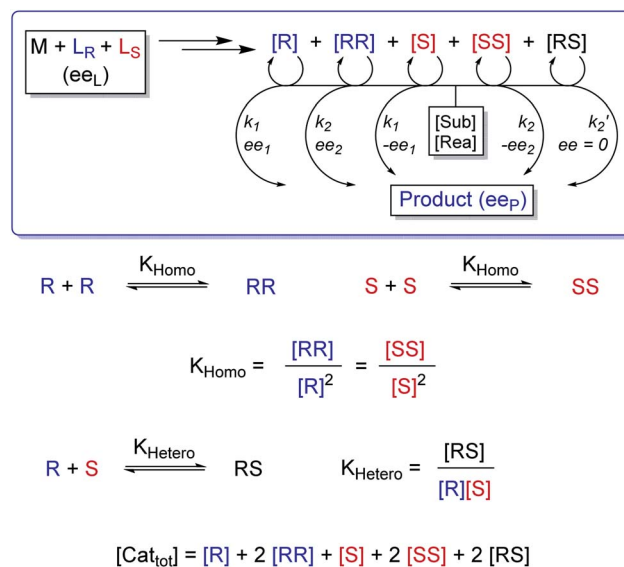 M + L_R + L_S
(ee_L)
[R] + [RR] + [S] + [SS] + [RS]
k_1 k_2 k_1 [Sub] k_2 k_2'
ee_1 ee_2 -ee_1 [Rea] -ee_2 ee = 0
Product (ee_P)
R + R K_Homo RR S + S K_Homo SS
K_Homo = [RR] / [R]^2 = [SS] / [S]^2
R + S K_Hetero RS K_Hetero = [RS] / [R][S]
[Cat_tot] = [R] + 2 [RR] + [S] + 2 [SS] + 2 [RS]